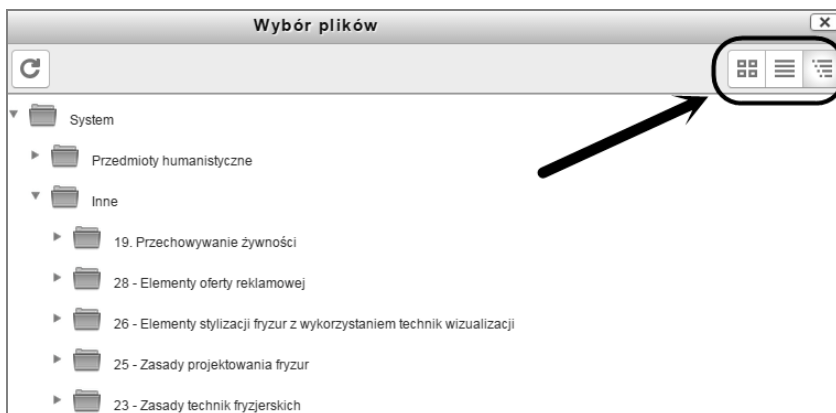 Wybór plików
System
Przedmioty humanistyczne
Inne
19. Przechowywanie żywności
28 - Elementy oferty reklamowej
26 - Elementy stylizacji fryzur z wykorzystaniem technik wizualizacji
25 - Zasady projektowania fryzur
23 - Zasady technik fryzjerskich